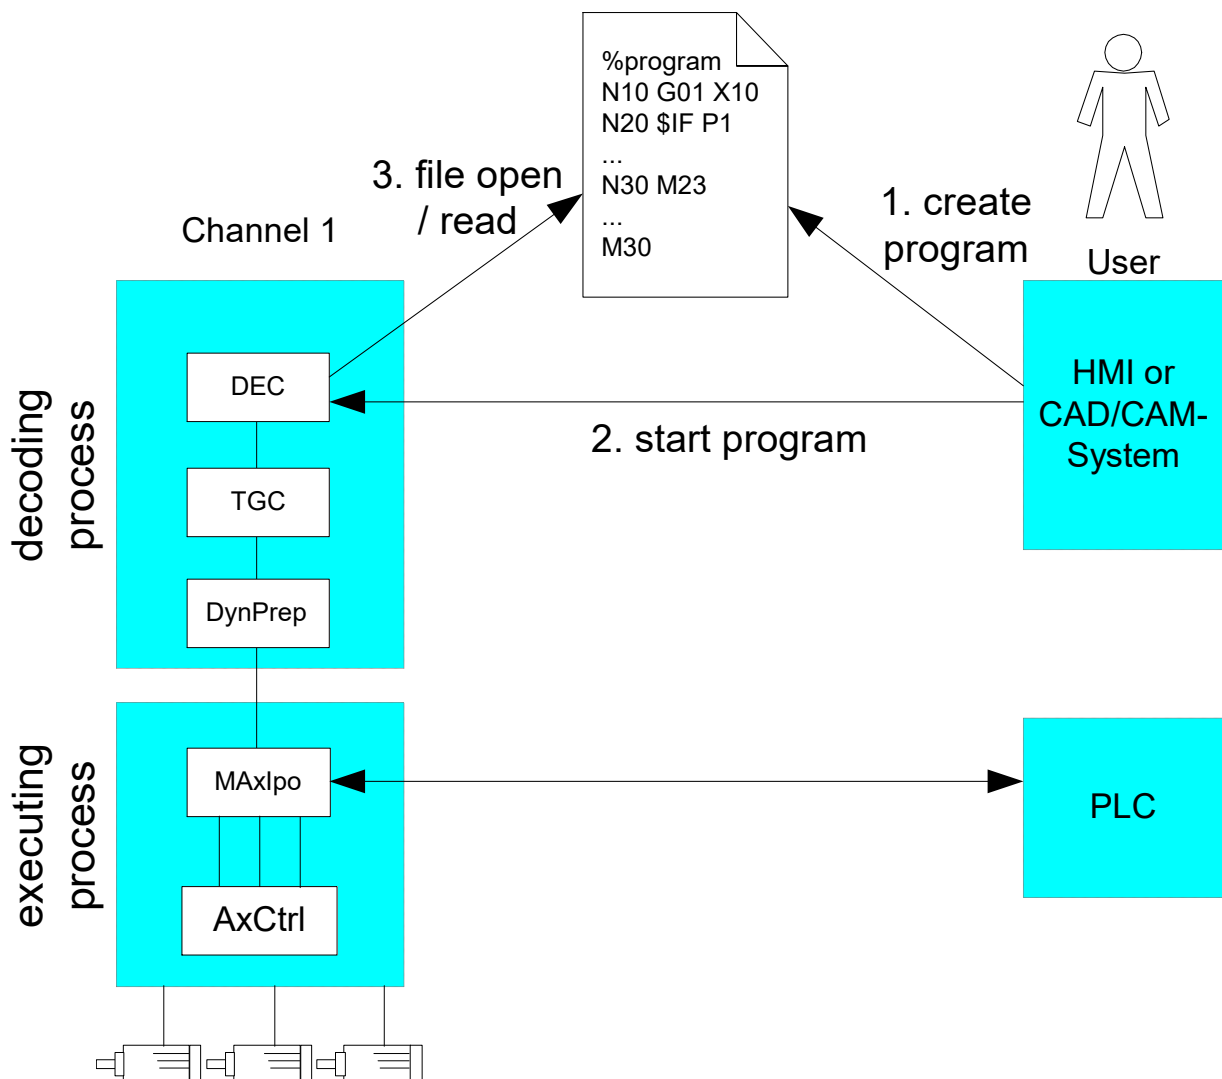 %program
N10 G01 X10
N20 $IF P1
...
N30 M23
...
M30
3. file open
/ read
1. create
program
Channel 1
User
decoding
process
DEC
TGC
DynPrep
2. start program
HMI or
CAD/CAM-
System
executing
process
MAxIpo
AxCtrl
PLC